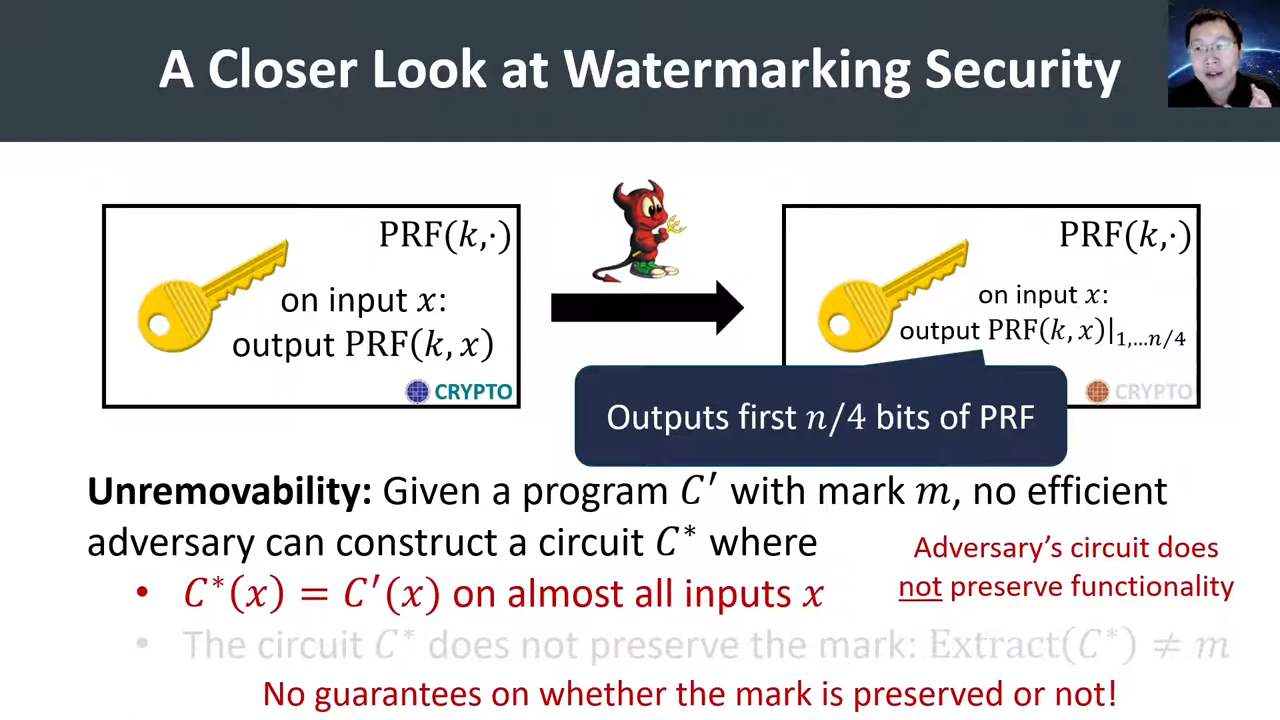 A Closer Look at Watermarking Security
PRF(k,·)
on input x:
output PRF(k, x)
CRYPTO
PRF(k,·)
on input x:
output PRF(k, x)|₁,…n/4
CRYPTO
Outputs first n/4 bits of PRF
Unremovability: Given a program C′ with mark m, no efficient
adversary can construct a circuit C* where
• C*(x) = C′(x) on almost all inputs x
Adversary’s circuit does
not preserve functionality
• The circuit C* does not preserve the mark: Extract(C*) ≠ m
No guarantees on whether the mark is preserved or not!